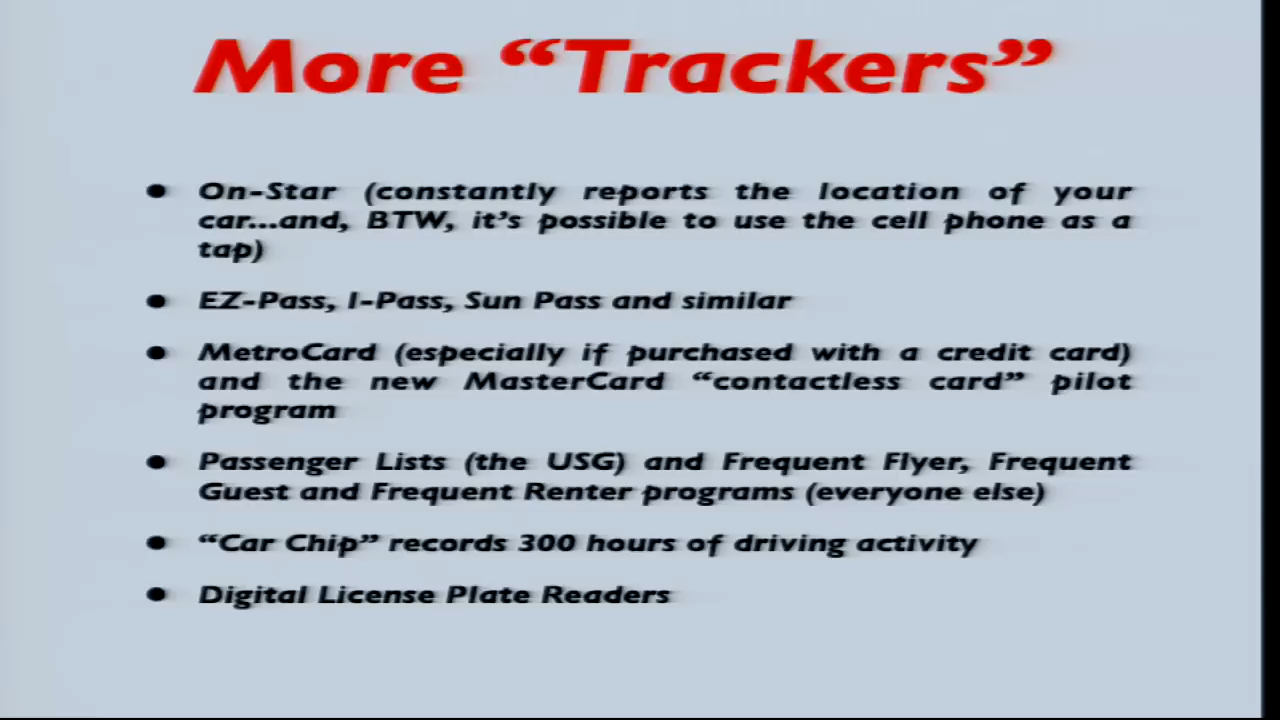 More “Trackers”
● On-Star (constantly reports the location of your
car...and, BTW, it’s possible to use the cell phone as a
tap)
● EZ-Pass, I-Pass, Sun Pass and similar
● MetroCard (especially if purchased with a credit card)
and the new MasterCard “contactless card” pilot
program
● Passenger Lists (the USG) and Frequent Flyer, Frequent
Guest and Frequent Renter programs (everyone else)
● “Car Chip” records 300 hours of driving activity
● Digital License Plate Readers